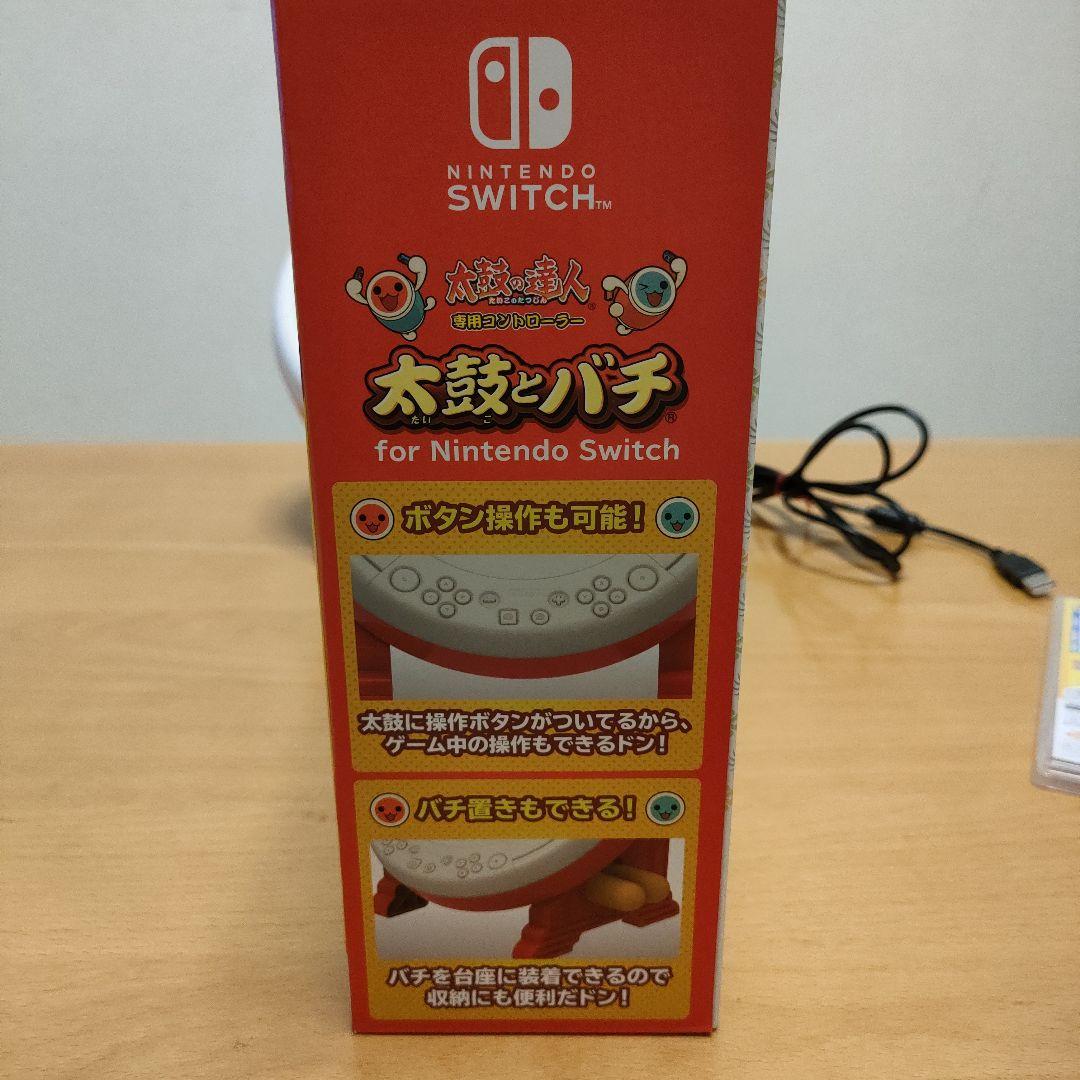 NINTENDO
SWITCH™
太鼓の達人®
たいこのたつじん
専用コントローラー
太鼓とバチ®
たいこ
for Nintendo Switch
ボタン操作も可能！
太鼓に操作ボタンがついてるから、
ゲーム中の操作もできるドン！
バチ置きもできる！
バチを台座に装着できるので
収納にも便利だドン！